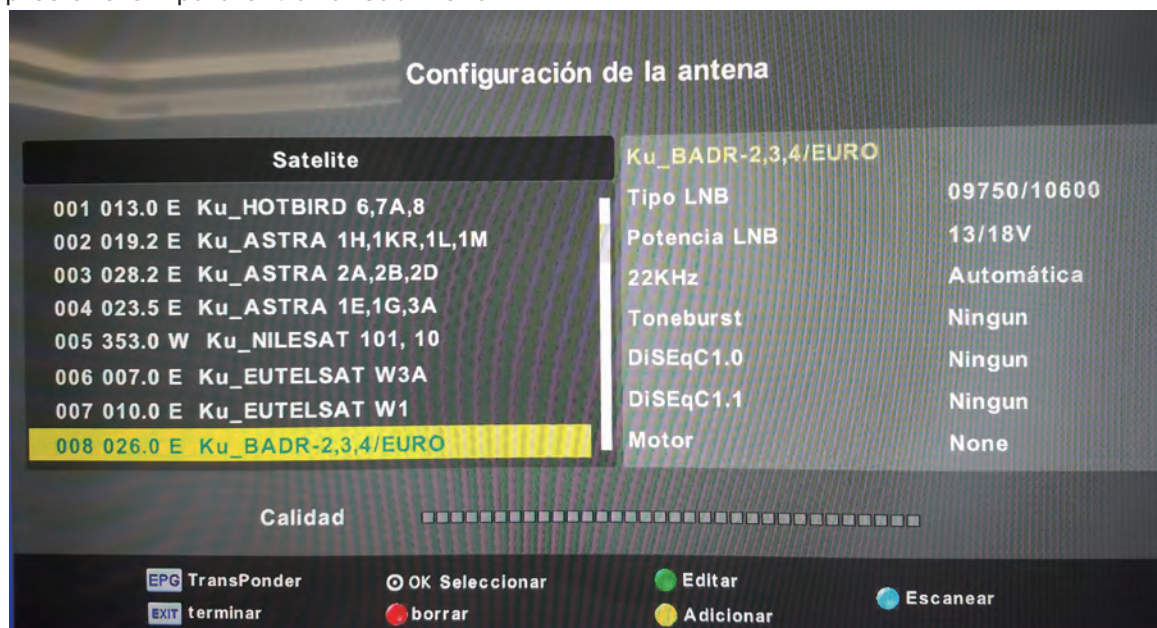 Configuración de la antena
Satelite
001 013.0 E Ku_HOTBIRD 6,7A,8
002 019.2 E Ku_ASTRA 1H,1KR,1L,1M
003 028.2 E Ku_ASTRA 2A,2B,2D
004 023.5 E Ku_ASTRA 1E,1G,3A
005 353.0 W Ku_NILESAT 101, 10
006 007.0 E Ku_EUTELSAT W3A
007 010.0 E Ku_EUTELSAT W1
008 026.0 E Ku_BADR-2,3,4/EURO
Ku_BADR-2,3,4/EURO
Tipo LNB 09750/10600
Potencia LNB 13/18V
22KHz Automática
Toneburst Ningun
DiSEqC1.0 Ningun
DiSEqC1.1 Ningun
Motor None
Calidad
EPG TransPonder OK Seleccionar Editar Escanear
EXIT terminar borrar Adicionar